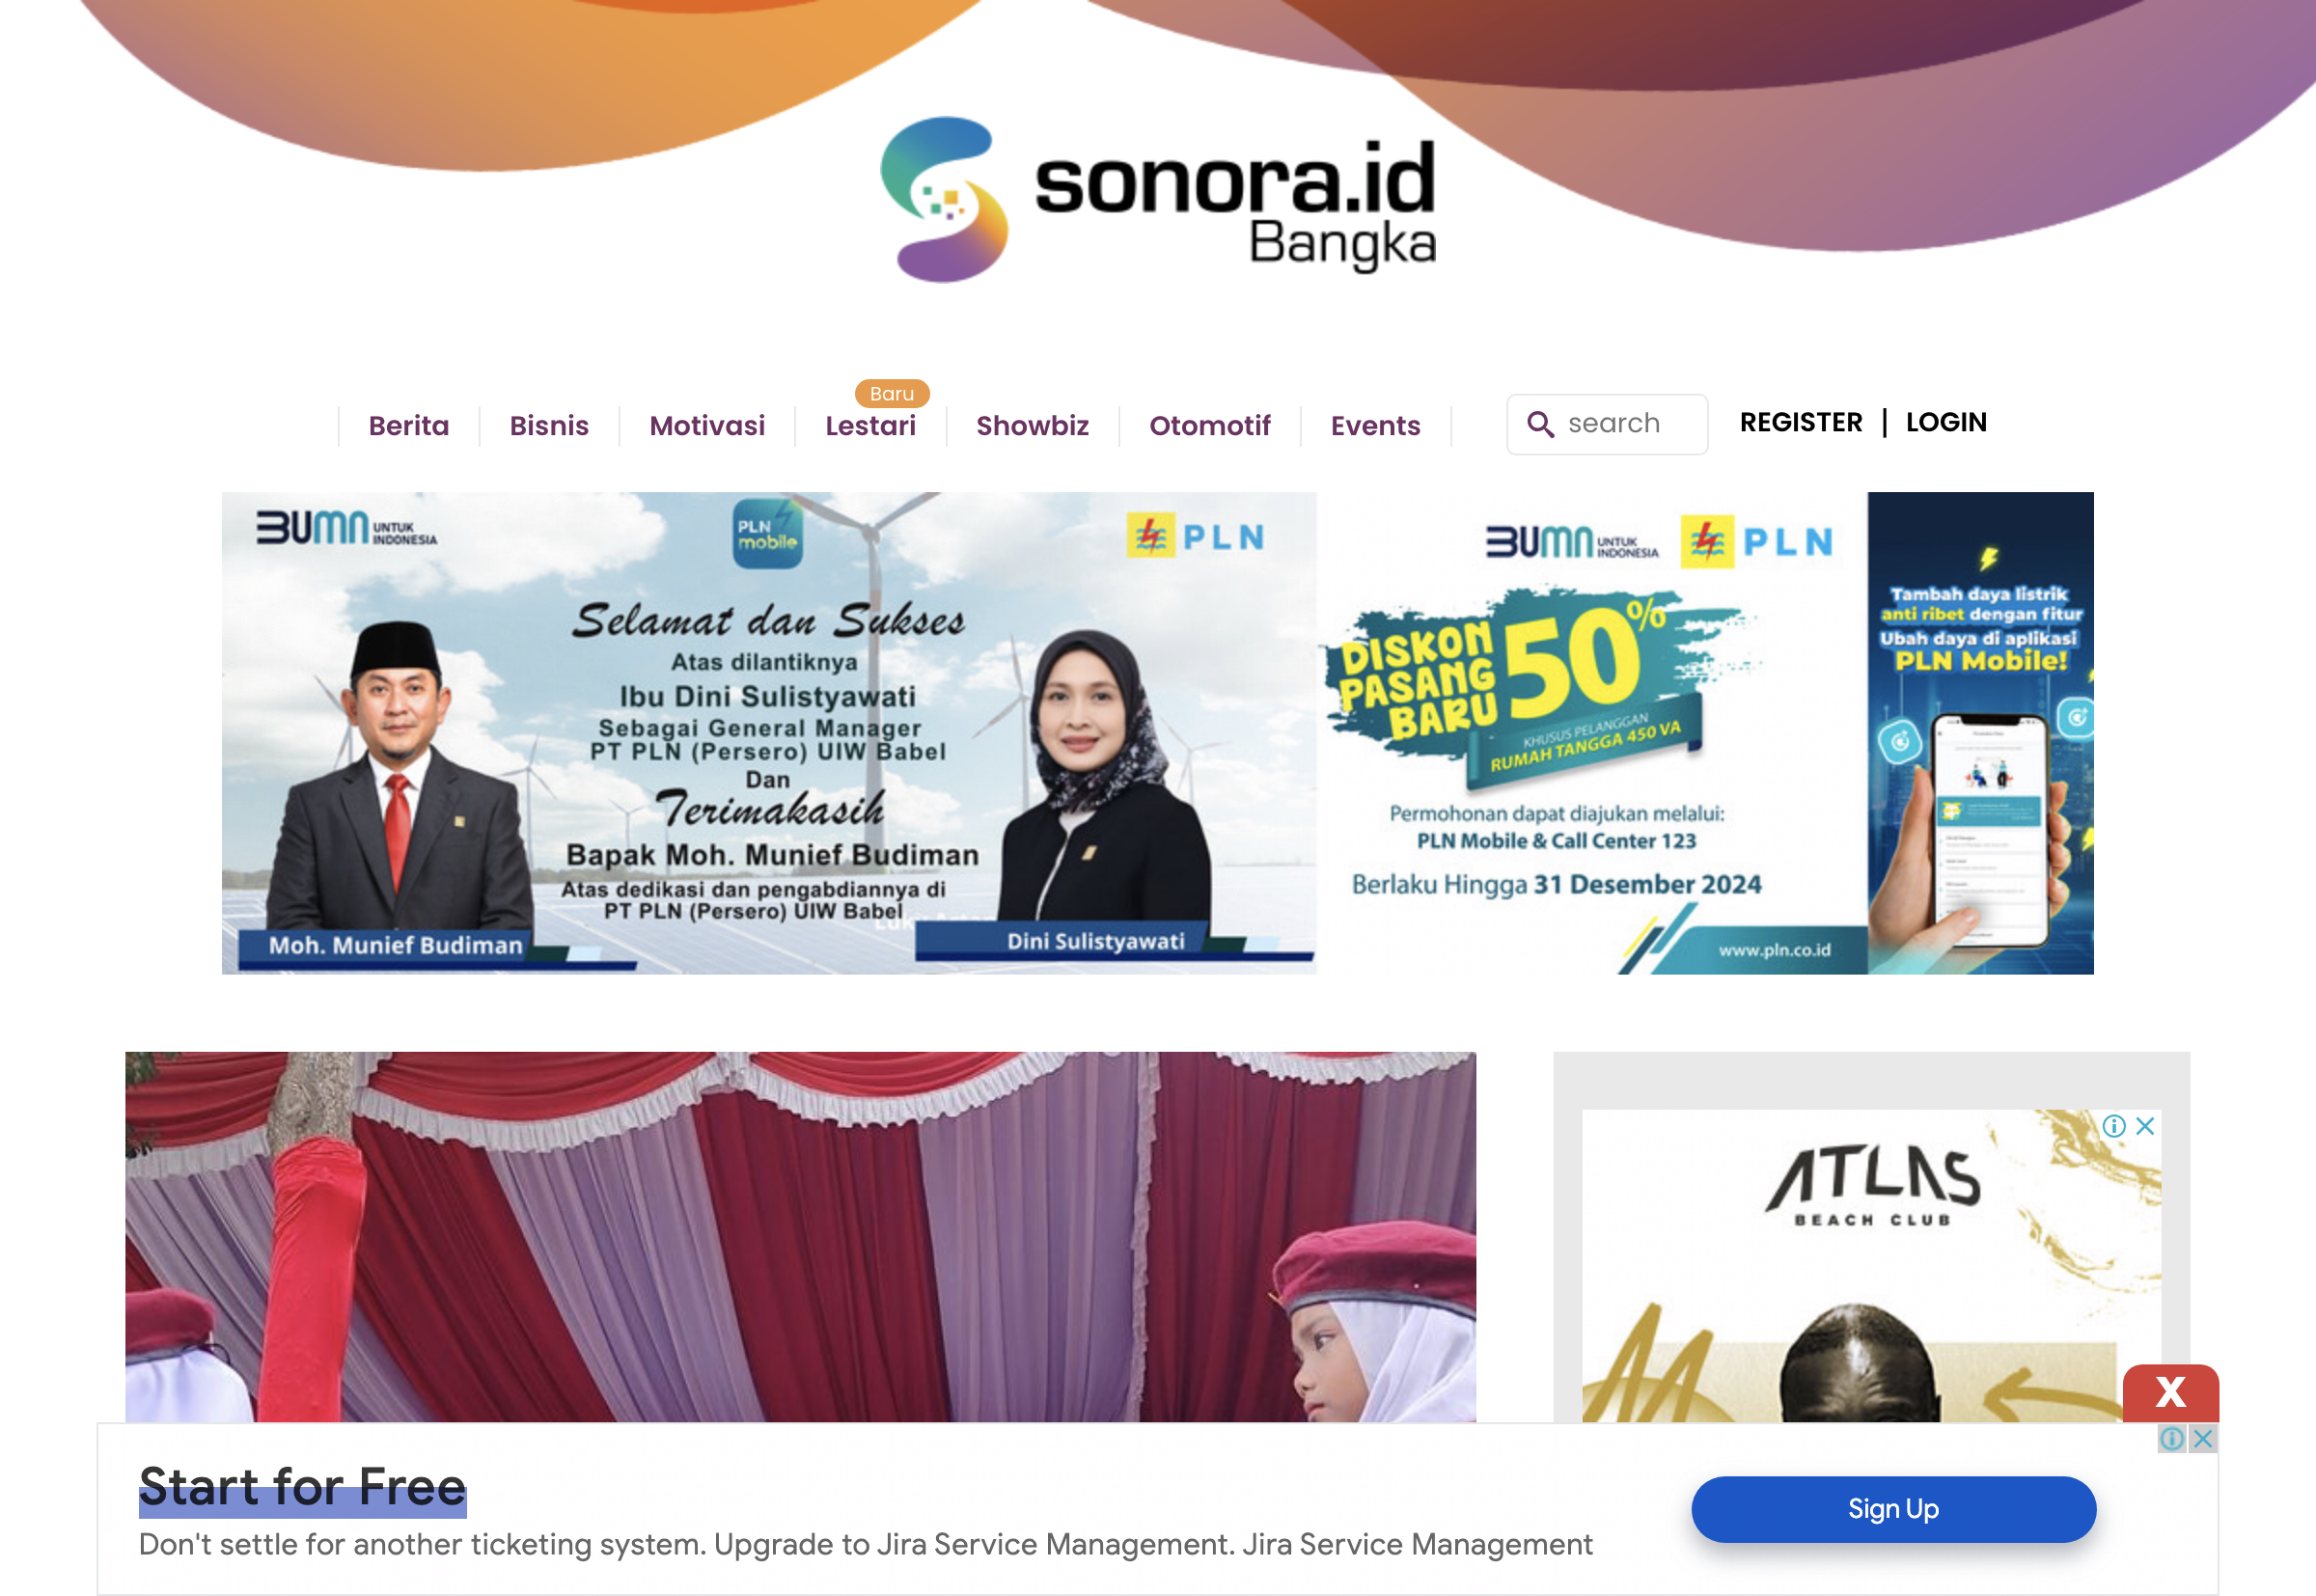 sonora.id
Bangka
Baru
Berita
Bisnis
Motivasi
Lestari
Showbiz
Otomotif
Events
search
REGISTER | LOGIN
BUMN UNTUK INDONESIA
PLN mobile
PLN
Selamat dan Sukses
Atas dilantiknya
Ibu Dini Sulistyawati
Sebagai General Manager
PT PLN (Persero) UIW Babel
Dan
Terimakasih
Bapak Moh. Munief Budiman
Atas dedikasi dan pengabdiannya di
PT PLN (Persero) UIW Babel
Moh. Munief Budiman
Dini Sulistyawati
BUMN UNTUK INDONESIA
PLN
DISKON
PASANG
BARU
50%
KHUSUS PELANGGAN
RUMAH TANGGA 450 VA
Permohonan dapat diajukan melalui:
PLN Mobile & Call Center 123
Berlaku Hingga 31 Desember 2024
www.pln.co.id
Tambah daya listrik
anti ribet dengan fitur
Ubah daya di aplikasi
PLN Mobile!
ATLAS
BEACH CLUB
X
Start for Free
Don't settle for another ticketing system. Upgrade to Jira Service Management. Jira Service Management
Sign Up